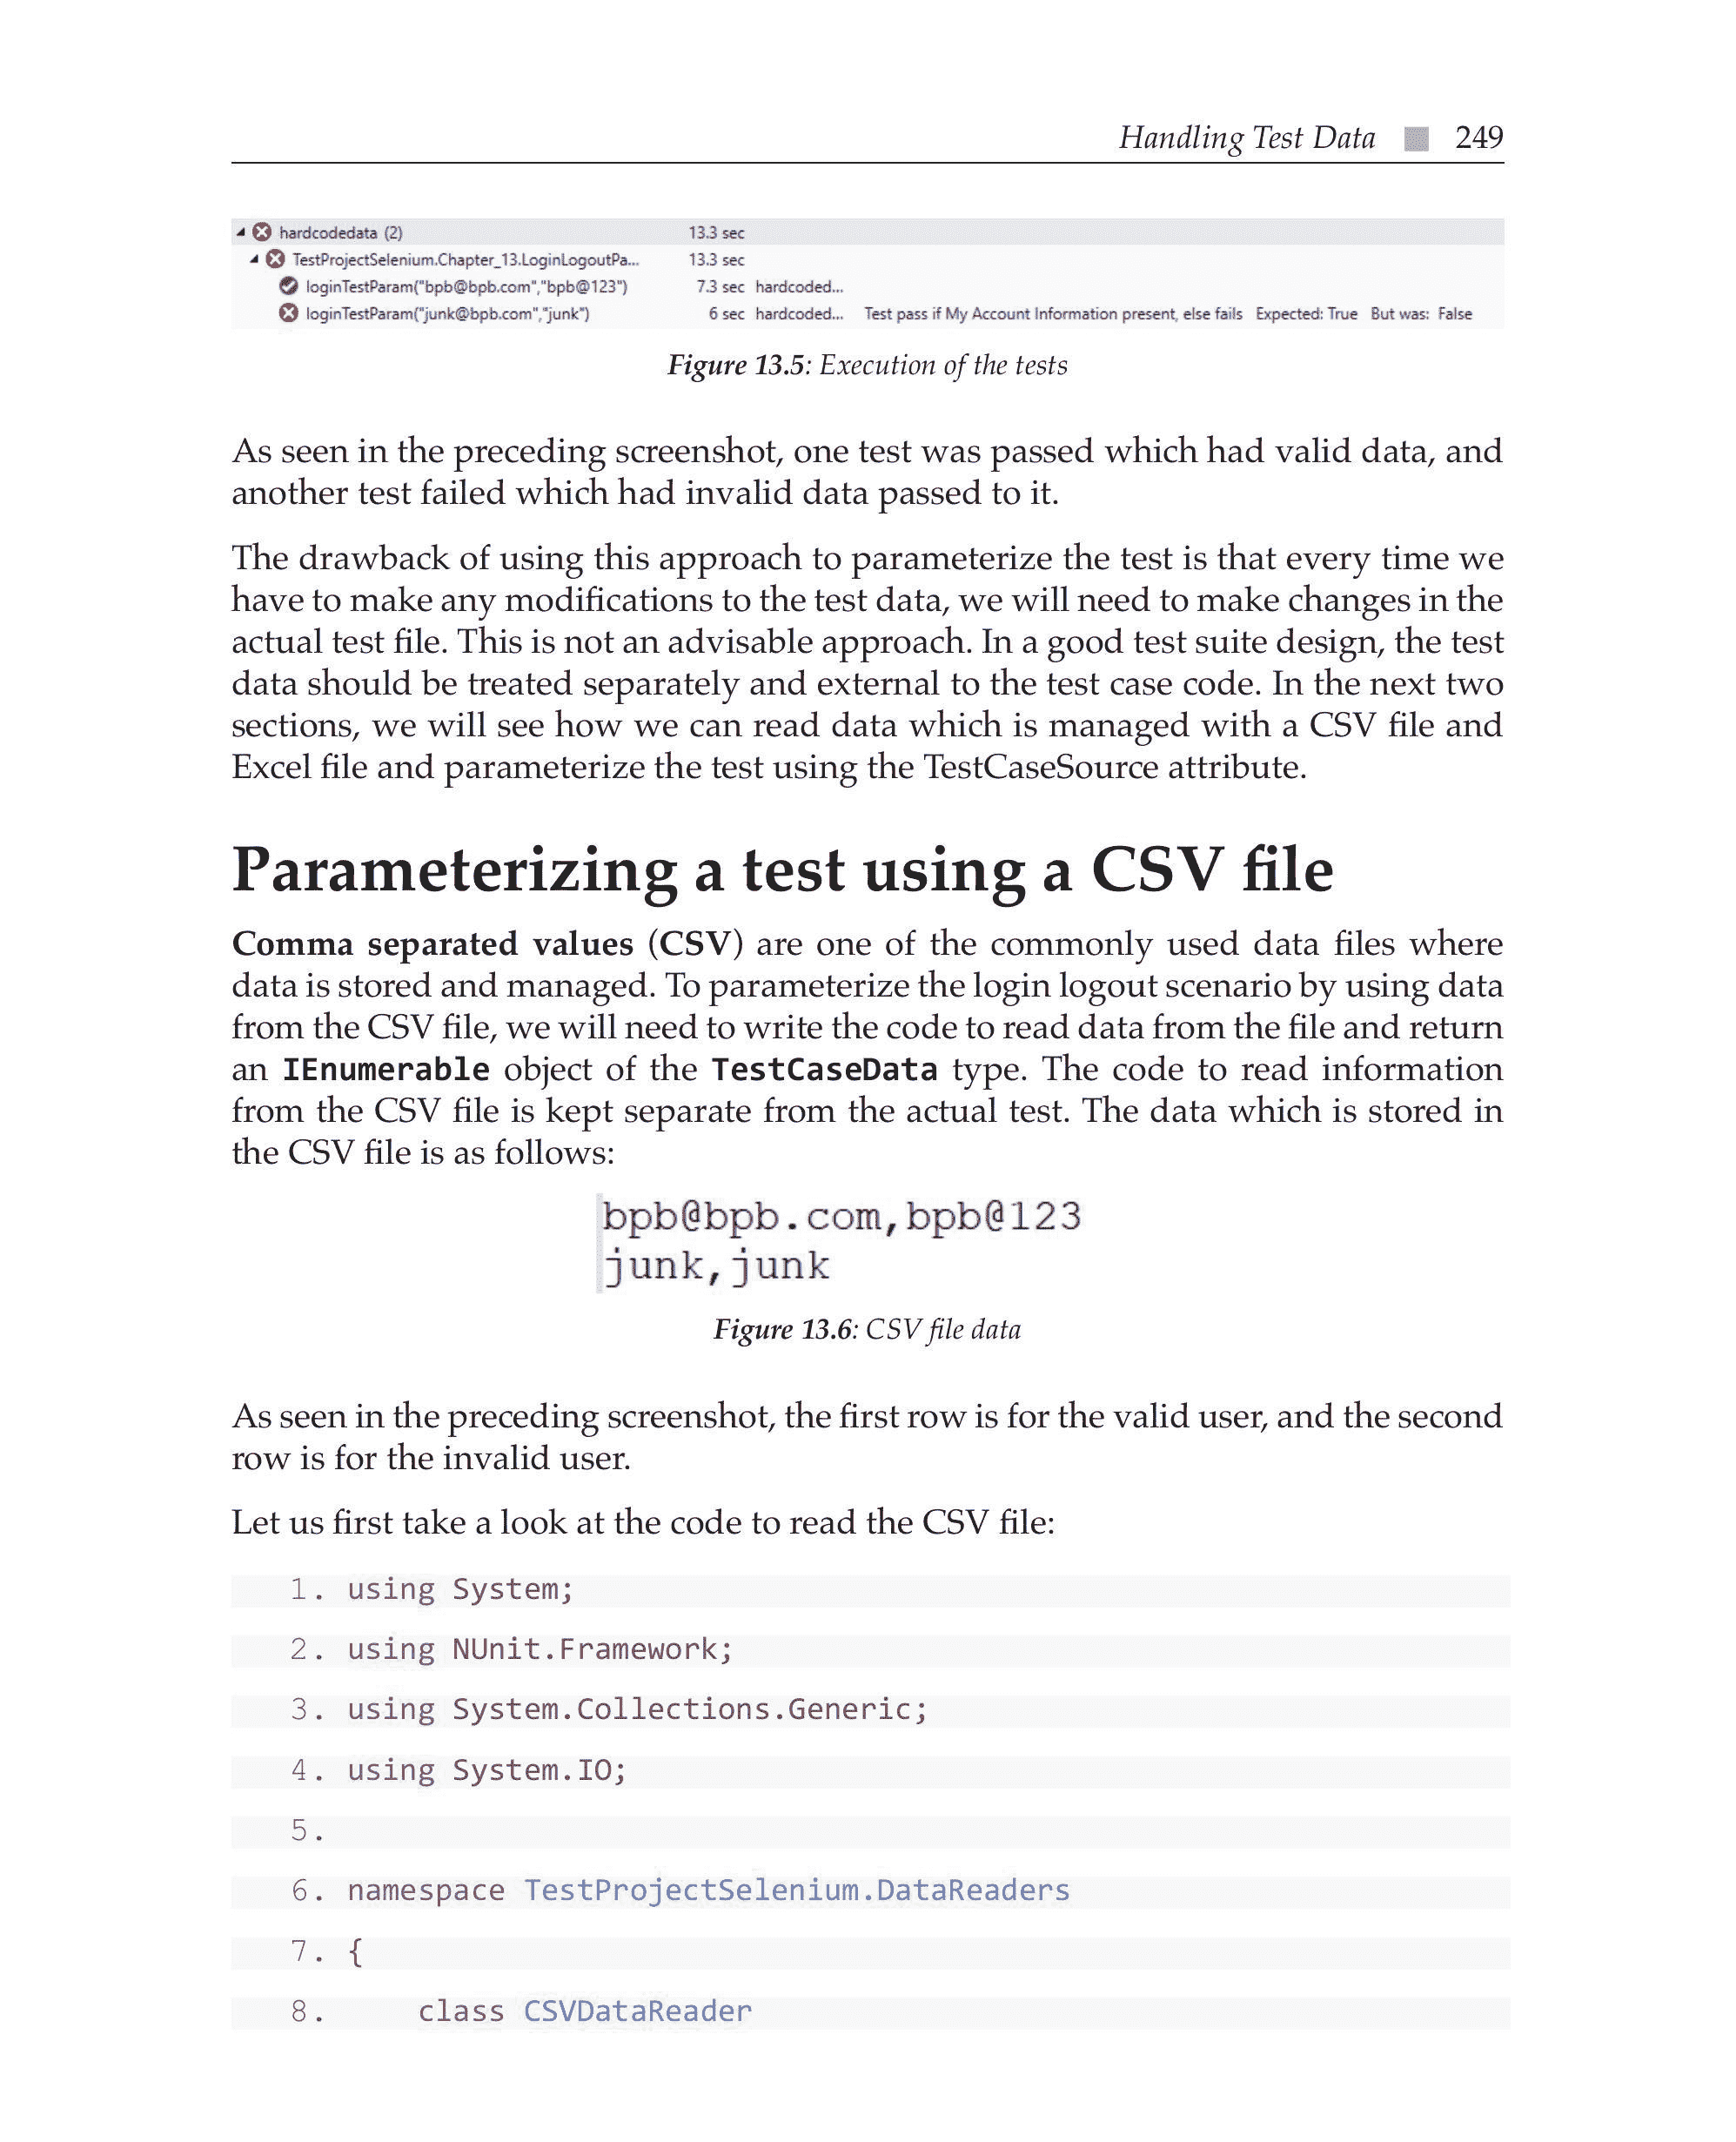 Handling Test Data 249
hardcodedata (2) 13.3 sec
TestProjectSelenium.Chapter_13.LoginLogoutPa... 13.3 sec
loginTestParam("bpb@bpb.com","bpb@123") 7.3 sec hardcoded...
loginTestParam("junk@bpb.com","junk") 6 sec hardcoded... Test pass if My Account Information present, else fails Expected: True But was: False
Figure 13.5: Execution of the tests
As seen in the preceding screenshot, one test was passed which had valid data, and
another test failed which had invalid data passed to it.
The drawback of using this approach to parameterize the test is that every time we
have to make any modifications to the test data, we will need to make changes in the
actual test file. This is not an advisable approach. In a good test suite design, the test
data should be treated separately and external to the test case code. In the next two
sections, we will see how we can read data which is managed with a CSV file and
Excel file and parameterize the test using the TestCaseSource attribute.
Parameterizing a test using a CSV file
Comma separated values (CSV) are one of the commonly used data files where
data is stored and managed. To parameterize the login logout scenario by using data
from the CSV file, we will need to write the code to read data from the file and return
an IEnumerable object of the TestCaseData type. The code to read information
from the CSV file is kept separate from the actual test. The data which is stored in
the CSV file is as follows:
bpb@bpb.com,bpb@123
junk,junk
Figure 13.6: CSV file data
As seen in the preceding screenshot, the first row is for the valid user, and the second
row is for the invalid user.
Let us first take a look at the code to read the CSV file:
1. using System;
2. using NUnit.Framework;
3. using System.Collections.Generic;
4. using System.IO;
5.
6. namespace TestProjectSelenium.DataReaders
7. {
8. class CSVDataReader